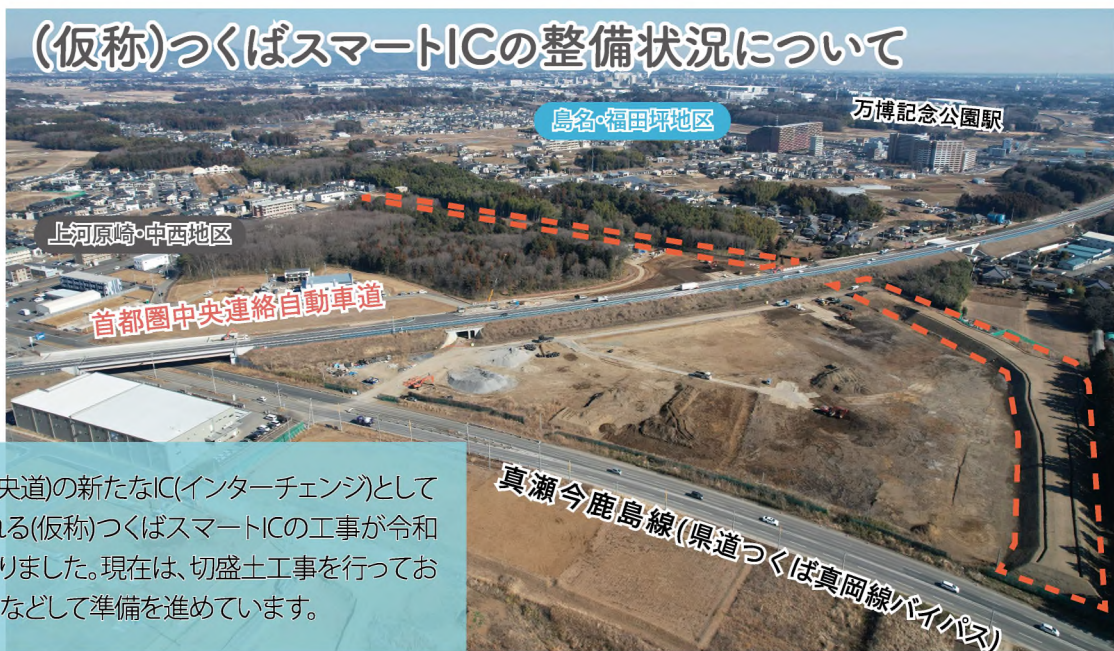 (仮称)つくばスマートICの整備状況について
島名・福田坪地区
万博記念公園駅
上河原崎・中西地区
首都圏中央連絡自動車道
真瀬今鹿島線(県道つくば真岡線バイパス)
央道)の新たなIC(インターチェンジ)として
れる(仮称)つくばスマートICの工事が令和
りました。現在は、切盛土工事を行ってお
などして準備を進めています。